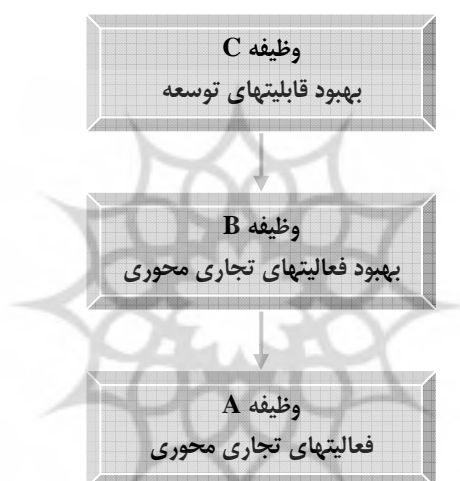 وظیفه C
بهبود قابلیتهای توسعه
وظیفه B
بهبود فعالیتهای تجاری محوری
وظیفه A
فعالیتهای تجاری محوری